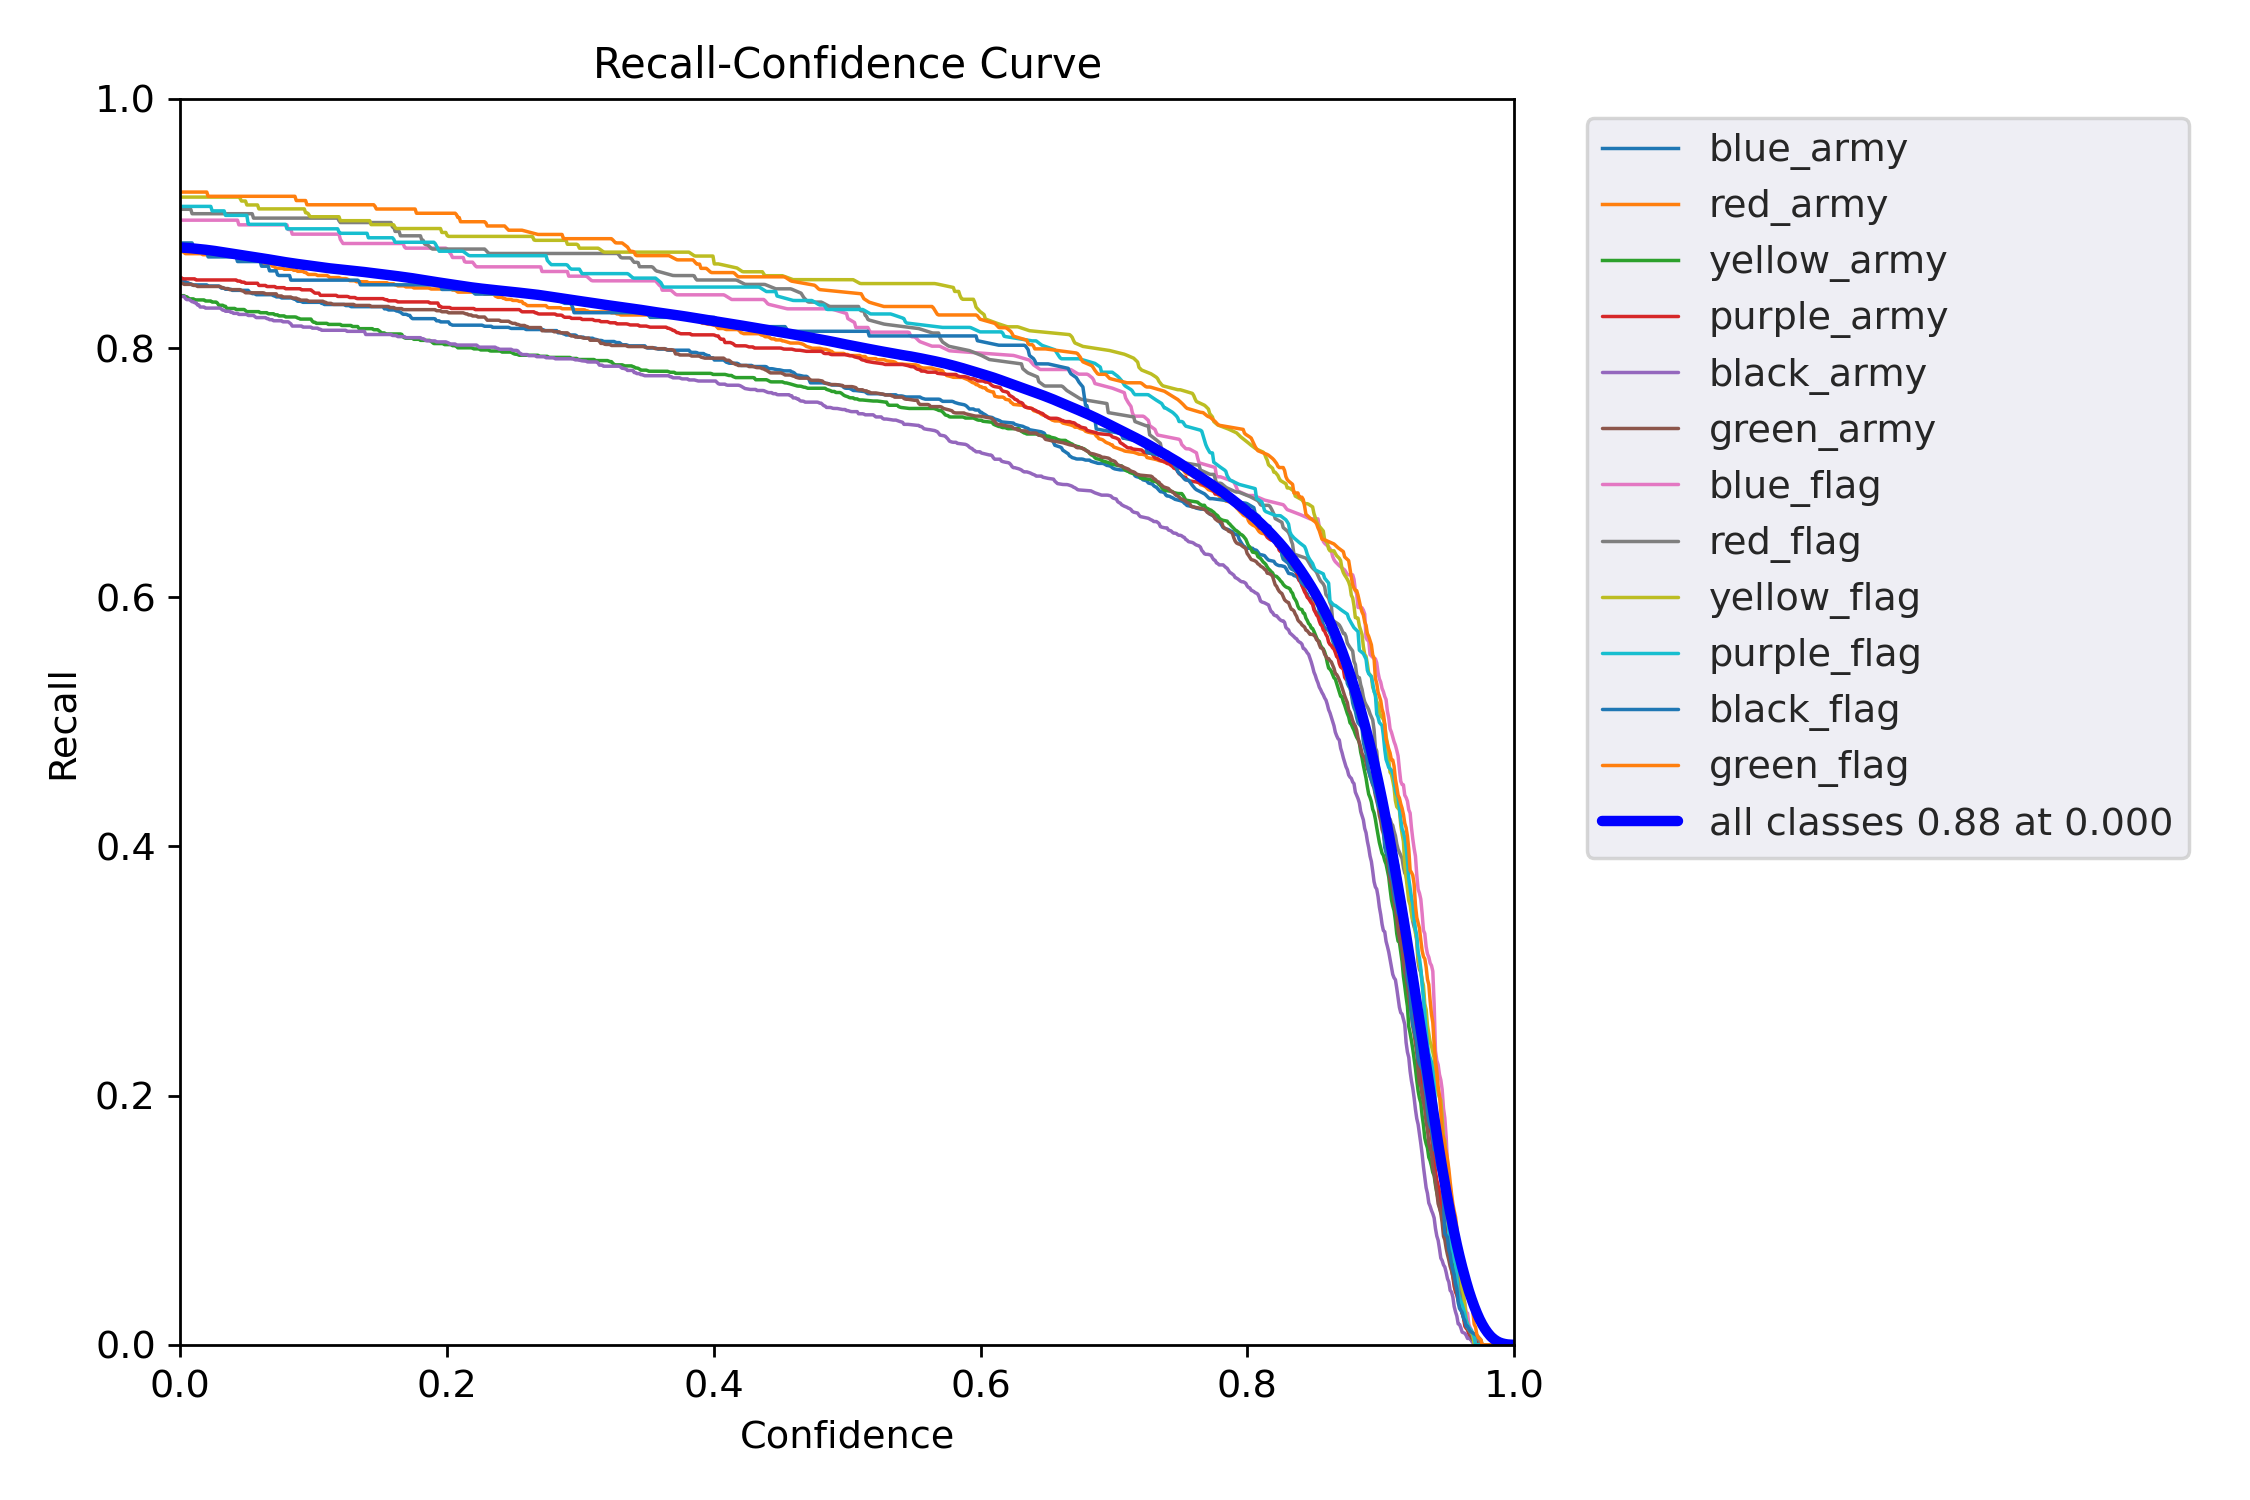 Recall-Confidence Curve
1.0
0.8
0.6
0.4
0.2
0.0
Recall
0.0 0.2 0.4 0.6 0.8 1.0
Confidence
blue_army
red_army
yellow_army
purple_army
black_army
green_army
blue_flag
red_flag
yellow_flag
purple_flag
black_flag
green_flag
all classes 0.88 at 0.000